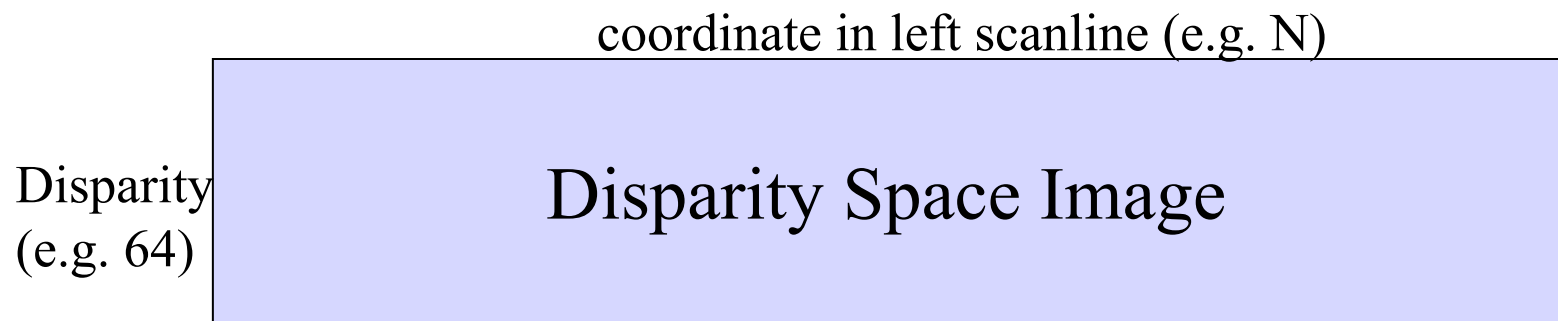 coordinate in left scanline (e.g. N)
Disparity
(e.g. 64)
Disparity Space Image